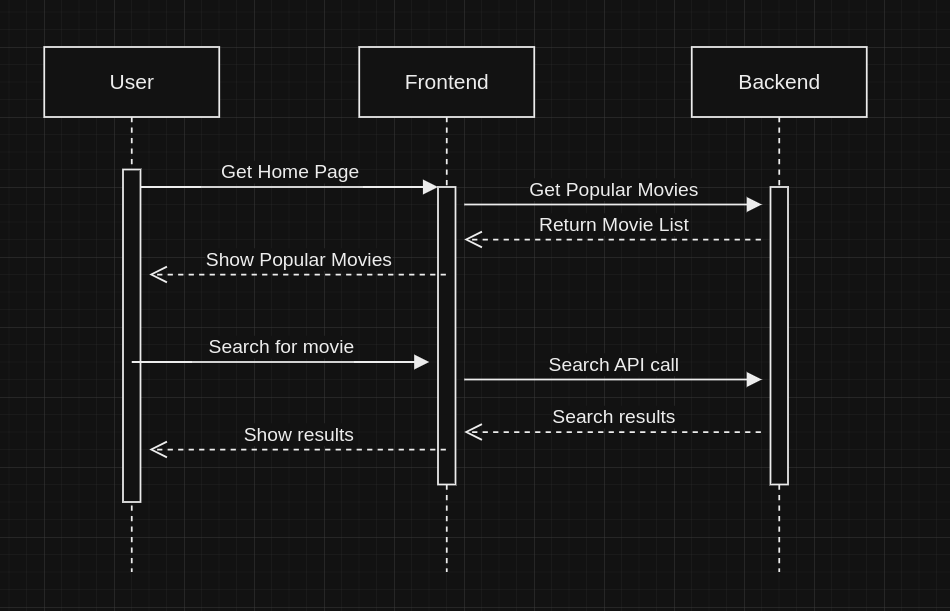 User
Frontend
Backend
Get Home Page
Get Popular Movies
Return Movie List
Show Popular Movies
Search for movie
Search API call
Search results
Show results